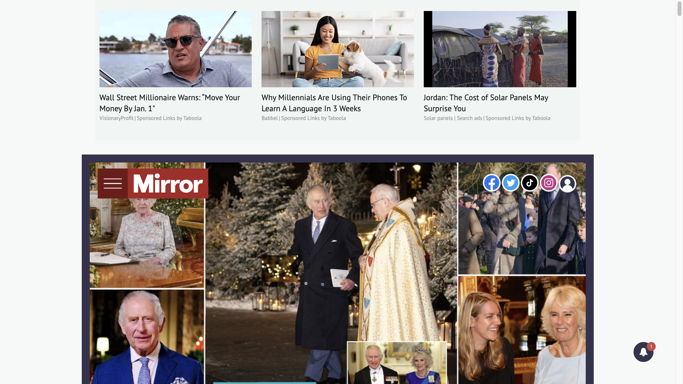 Wall Street Millionaire Warns: “Move Your
Money By Jan. 1”
VisionaryProfit | Sponsored Links by Taboola
Why Millennials Are Using Their Phones To
Learn A Language In 3 Weeks
Babbel | Sponsored Links by Taboola
Jordan: The Cost of Solar Panels May
Surprise You
Solar panels | Search ads | Sponsored Links by Taboola
Mirror
1